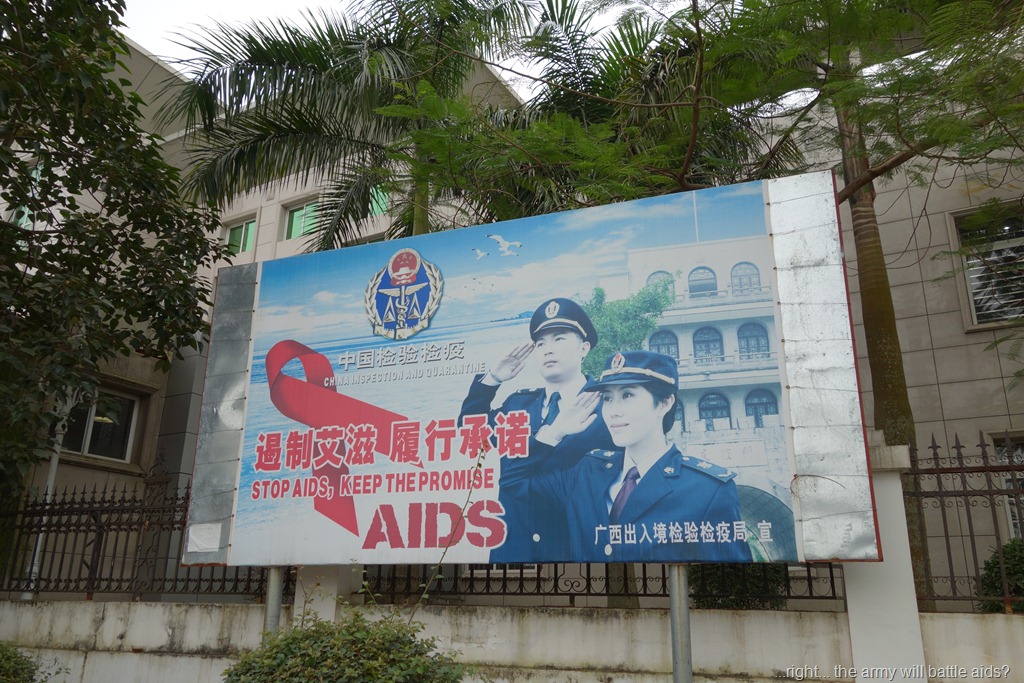 中国检验检疫
CHINA INSPECTION AND QUARANTINE
遏制艾滋 履行承诺
STOP AIDS, KEEP THE PROMISE
AIDS
广西出入境检验检疫局 宣
...right... the army will battle aids?